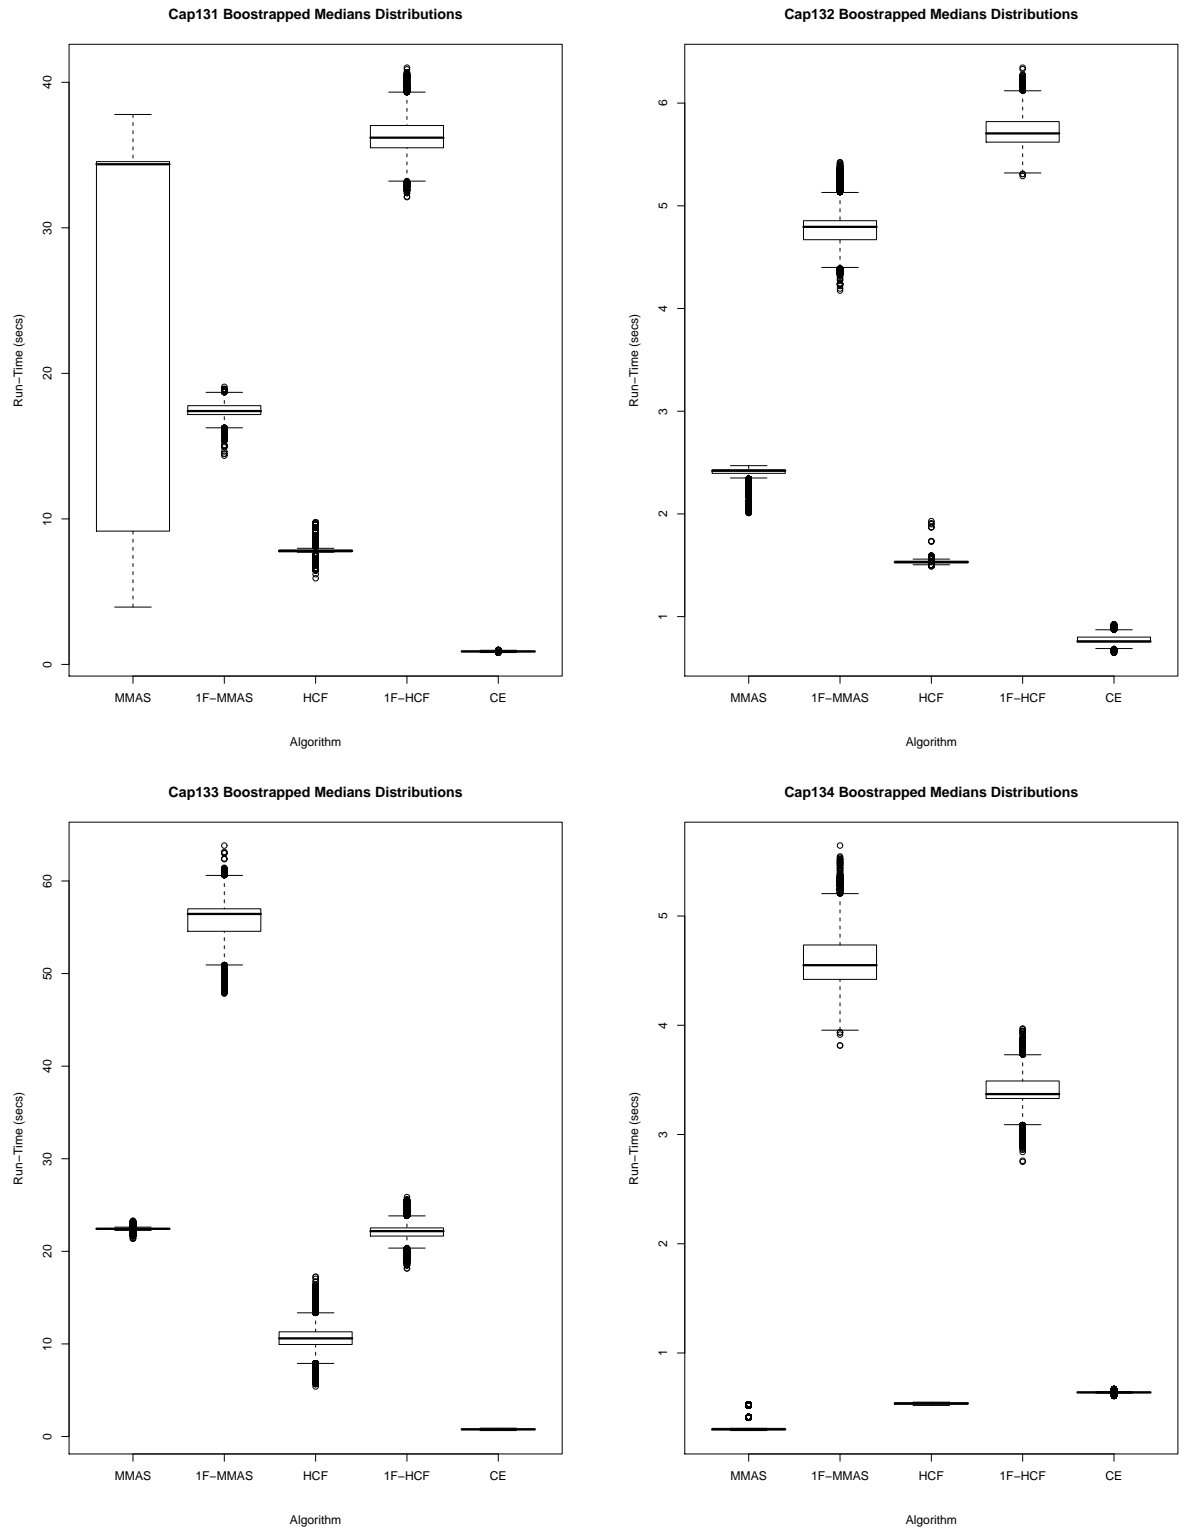 Cap131 Boostrapped Medians Distributions
Run−Time (secs)
40
30
20
10
0
MMAS 1F−MMAS HCF 1F−HCF CE
Algorithm
Cap132 Boostrapped Medians Distributions
Run−Time (secs)
6
5
4
3
2
1
MMAS 1F−MMAS HCF 1F−HCF CE
Algorithm
Cap133 Boostrapped Medians Distributions
Run−Time (secs)
60
50
40
30
20
10
0
MMAS 1F−MMAS HCF 1F−HCF CE
Algorithm
Cap134 Boostrapped Medians Distributions
Run−Time (secs)
5
4
3
2
1
MMAS 1F−MMAS HCF 1F−HCF CE
Algorithm